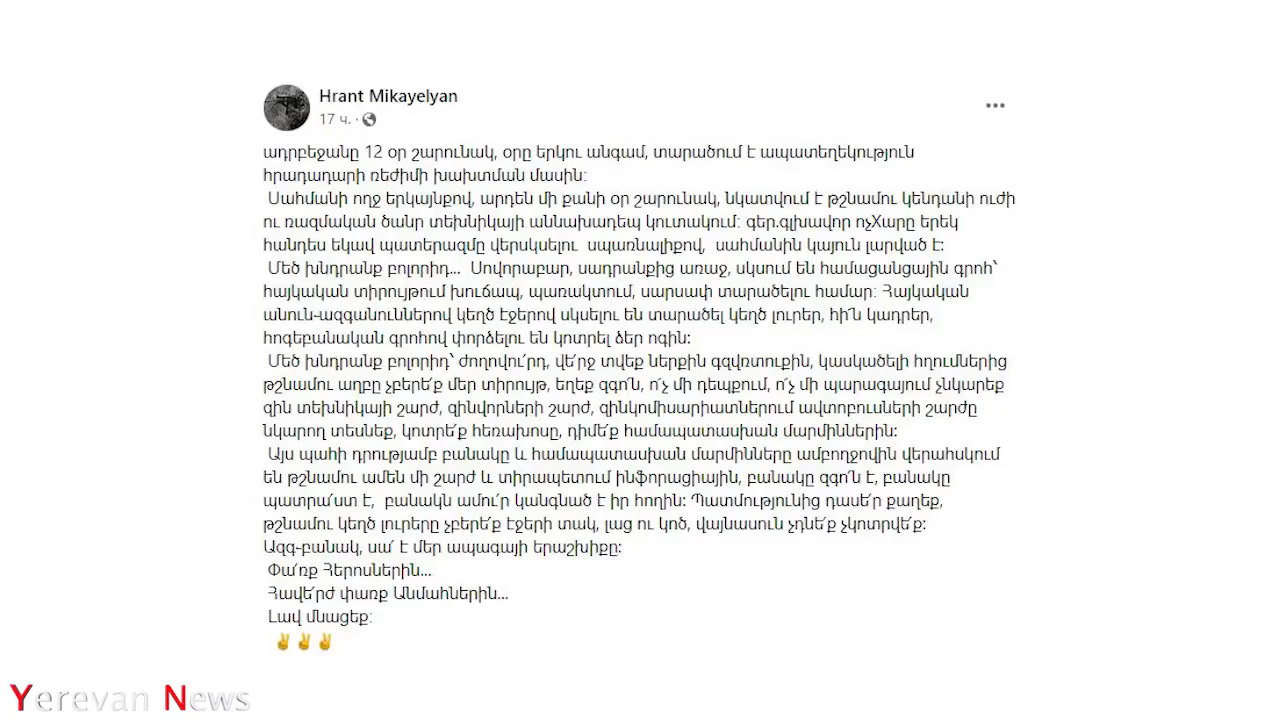 Hrant Mikayelyan
17 ч. ·
ադրբեջանը 12 օր շարունակ, օրը երկու անգամ, տարածում է ապատեղեկություն
հրադադարի ռեժիմի խախտման մասին:
Սահմանի ողջ երկայնքով, արդեն մի քանի օր շարունակ, նկատվում է թշնամու կենդանի ուժի
ու ռազմական ծանր տեխնիկայի աննախադեպ կուտակում: գեր.գլխավոր ոչXարը երեկ
հանդես եկավ պատերազմը վերսկսելու սպառնալիքով, սահմանին կայուն լարված է:
Մեծ խնդրանք բոլորիդ... Սովորաբար, սադրանքից առաջ, սկսում են համացանցային գրոհ՝
հայկական տիրույթում խուճապ, պառակտում, սարսափ տարածելու համար: Հայկական
անուն-ազգանուններով կեղծ էջերով սկսելու են տարածել կեղծ լուրեր, հի՜ն կադրեր,
հոգեբանական գրոհով փորձելու են կոտրել ձեր ոգին:
Մեծ խնդրանք բոլորիդ՝ ժողովու՛րդ, վե՛րջ տվեք ներքին գզվռտուքին, կասկածելի հղումներից
թշնամու աղբը չբերե՛ք մեր տիրույթ, եղեք զգո՛ն, ո՛չ մի դեպքում, ո՛չ մի պարագայում չնկարեք
զին տեխնիկայի շարժ, զինվորների շարժ, զինկոմիսարիատներում ավտոբուսների շարժը
նկարող տեսնեք, կոտրե՛ք հեռախոսը, դիմե՛ք համապատասխան մարմիններին:
Այս պահի դրությամբ բանակը և համապատասխան մարմինները ամբողջովին վերահսկում
են թշնամու ամեն մի շարժ և տիրապետում ինֆորացիային, բանակը զգո՛ն է, բանակը
պատրա՛ստ է, բանակն ամու՛ր կանգնած է իր հողին: Պատմությունից դասե՛ր քաղեք,
թշնամու կեղծ լուրերը չբերե՛ք էջերի տակ, լաց ու կոծ, վայնասուն չդնե՛ք չկոտրվե՛ք:
Ազգ-բանակ, սա՛ է մեր ապագայի երաշխիքը:
Փա՛ռք Հերոսներին...
Հավե՛րժ փառք Անմահներին...
Լավ մնացեք:
✌✌✌
Yerevan News